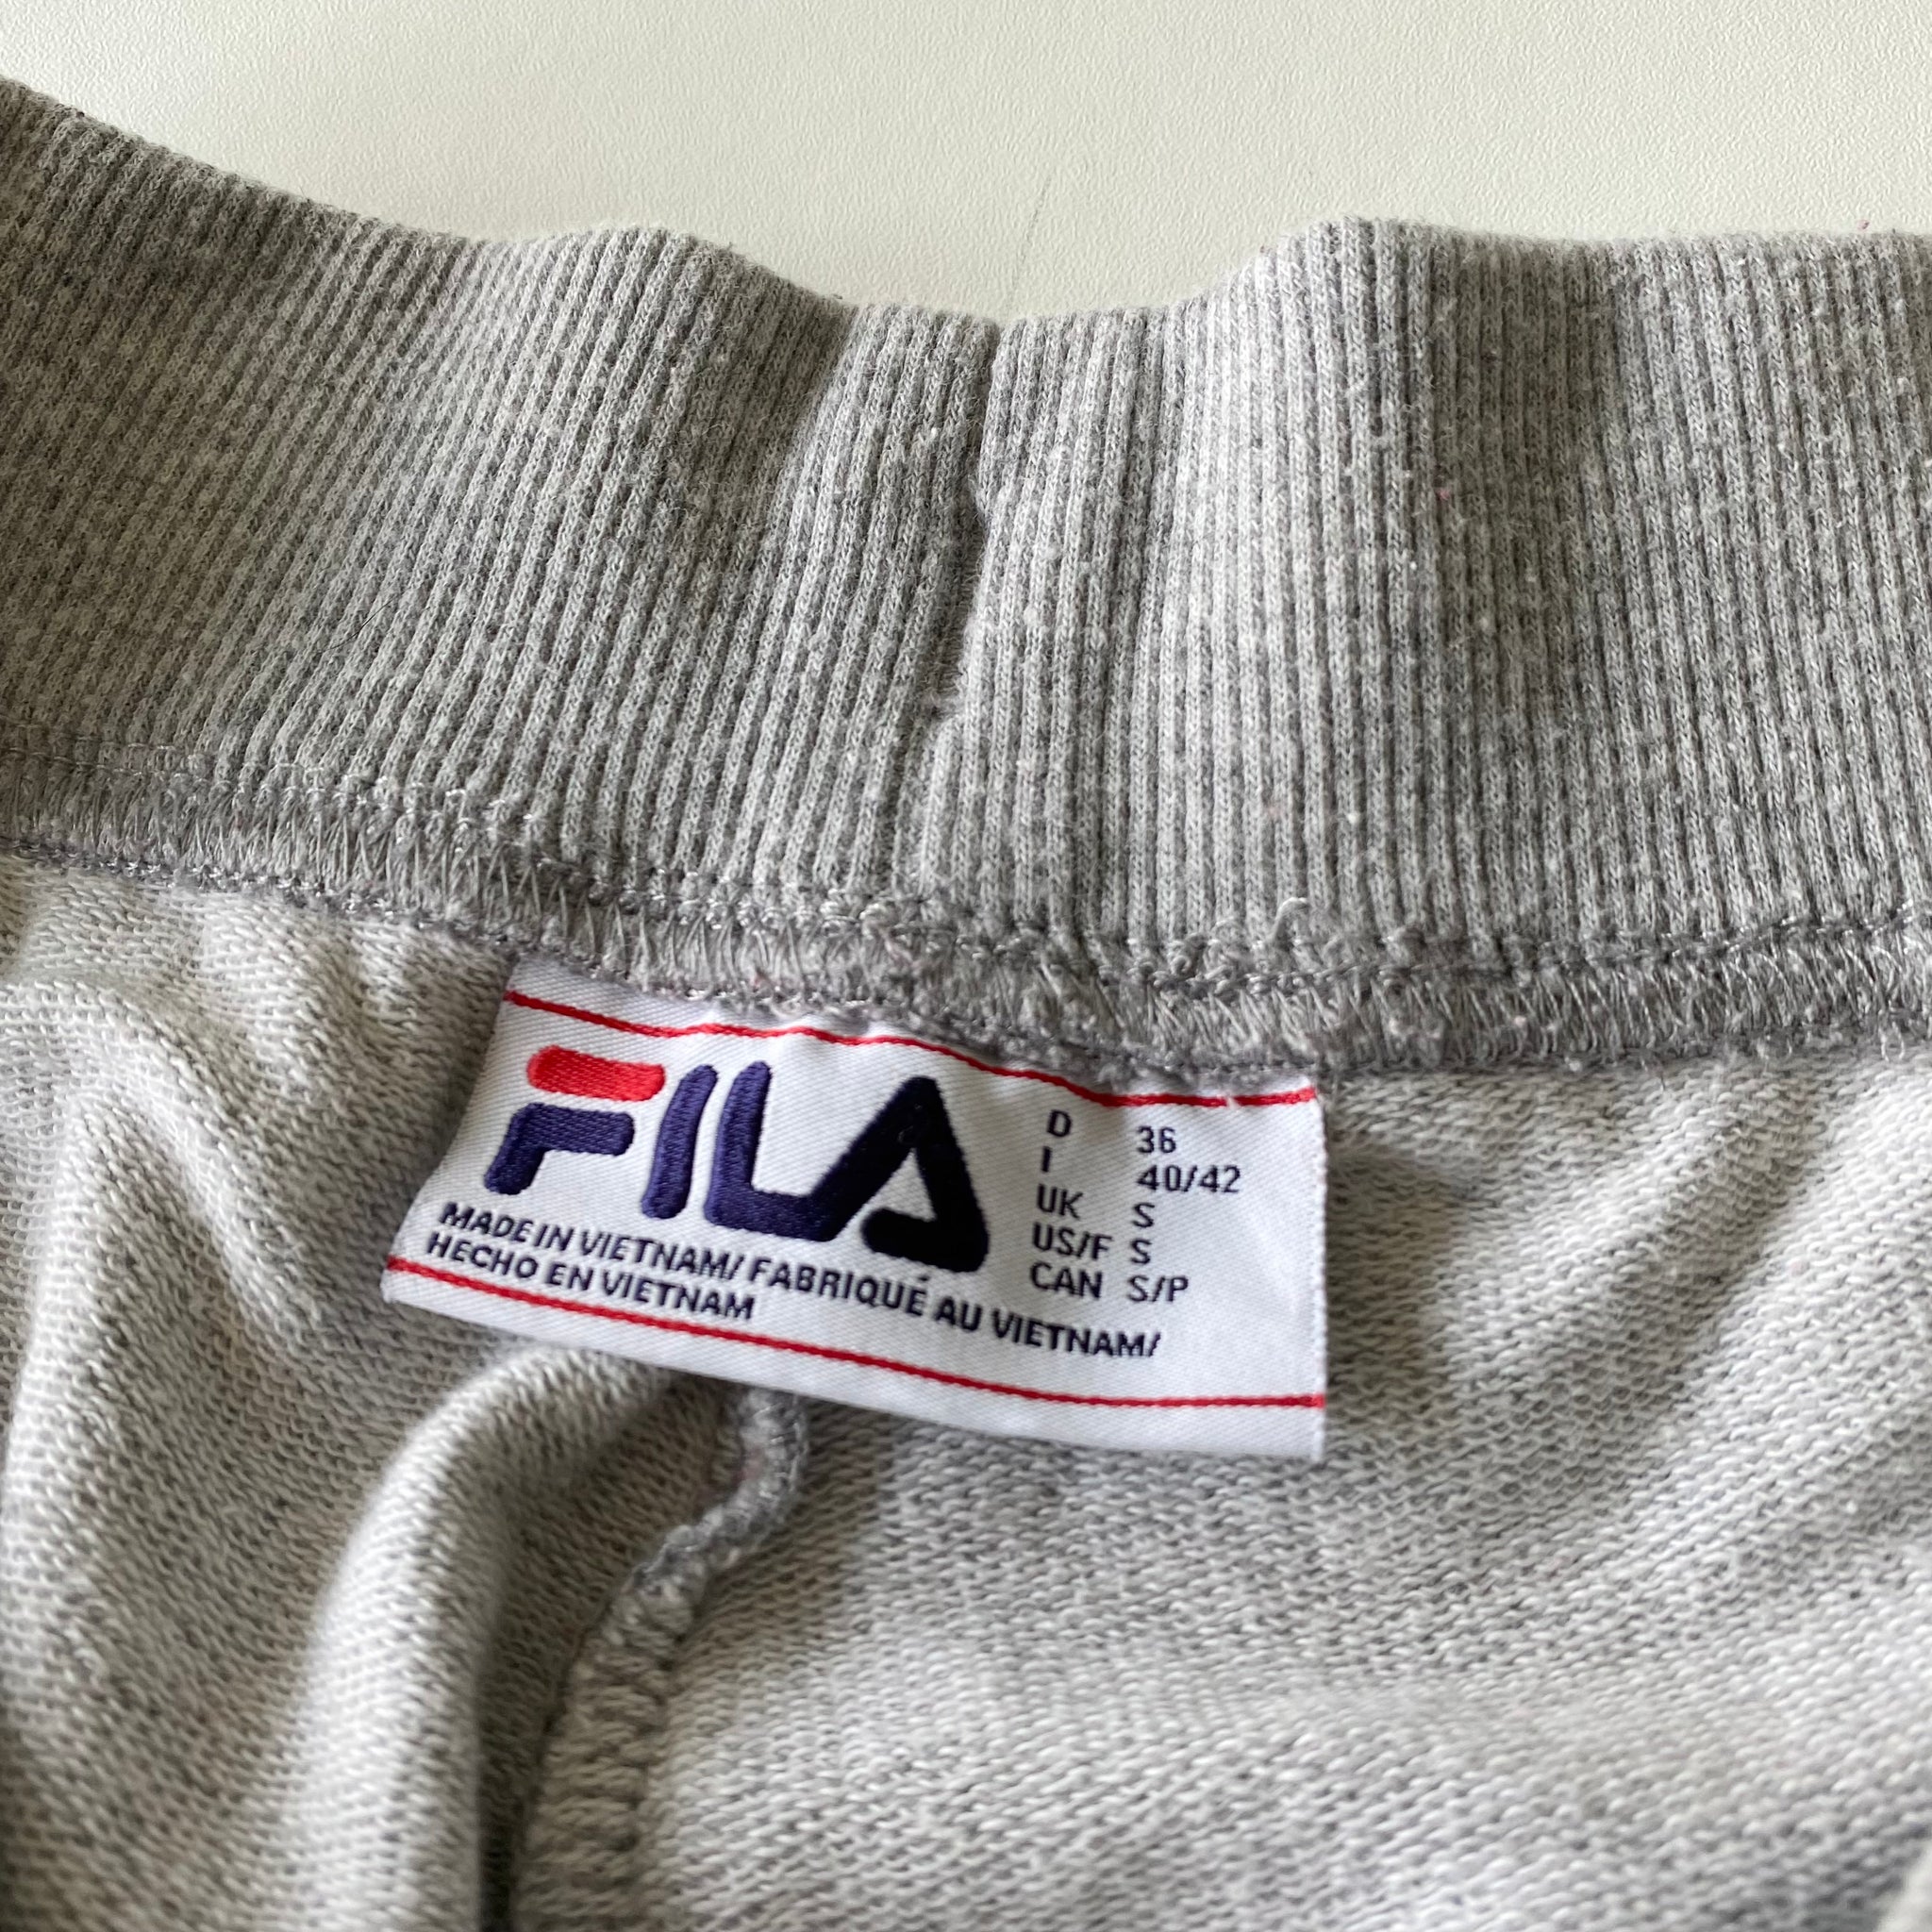 FILA
D 36
I 40/42
UK S
US/F S
CAN S/P
MADE IN VIETNAM/ FABRIQUÉ AU VIETNAM/
HECHO EN VIETNAM